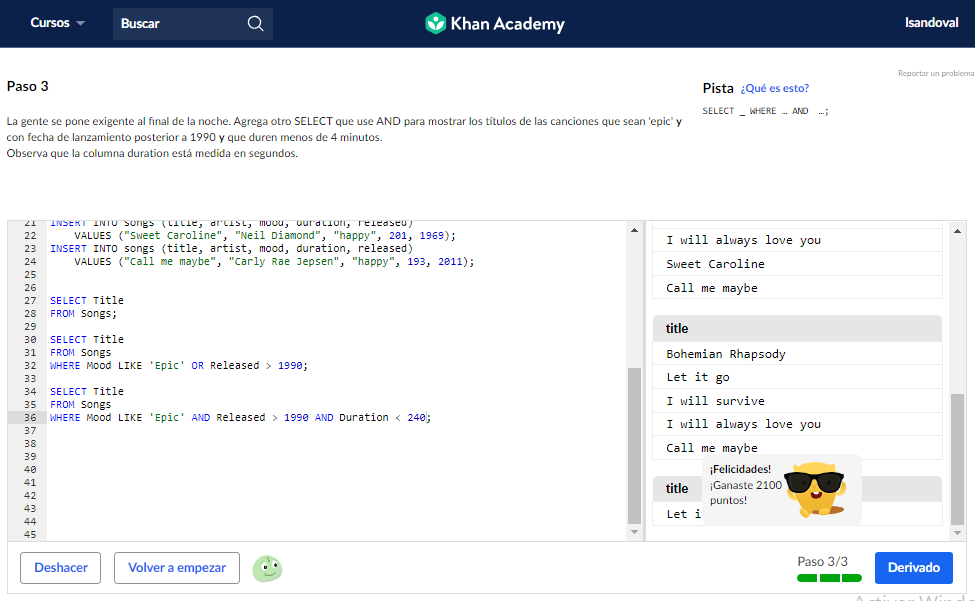 Cursos
Buscar
Khan Academy
lsandoval
Reportar un problema
Paso 3
La gente se pone exigente al final de la noche. Agrega otro SELECT que use AND para mostrar los títulos de las canciones que sean 'epic' y
con fecha de lanzamiento posterior a 1990 y que duren menos de 4 minutos.
Observa que la columna duration está medida en segundos.
Pista ¿Qué es esto?
SELECT _ WHERE … AND …;
21 INSERT INTO songs (title, artist, mood, duration, released)
22 VALUES ("Sweet Caroline", "Neil Diamond", "happy", 201, 1969);
23 INSERT INTO songs (title, artist, mood, duration, released)
24 VALUES ("Call me maybe", "Carly Rae Jepsen", "happy", 193, 2011);
25
26
27 SELECT Title
28 FROM Songs;
29
30 SELECT Title
31 FROM Songs
32 WHERE Mood LIKE 'Epic' OR Released > 1990;
33
34 SELECT Title
35 FROM Songs
36 WHERE Mood LIKE 'Epic' AND Released > 1990 AND Duration < 240;
37
38
39
40
41
42
43
44
45
I will always love you
Sweet Caroline
Call me maybe
title
Bohemian Rhapsody
Let it go
I will survive
I will always love you
Call me maybe
title
Let i
¡Felicidades!
¡Ganaste 2100
puntos!
Deshacer
Volver a empezar
Paso 3/3
Derivado
Activar Windo